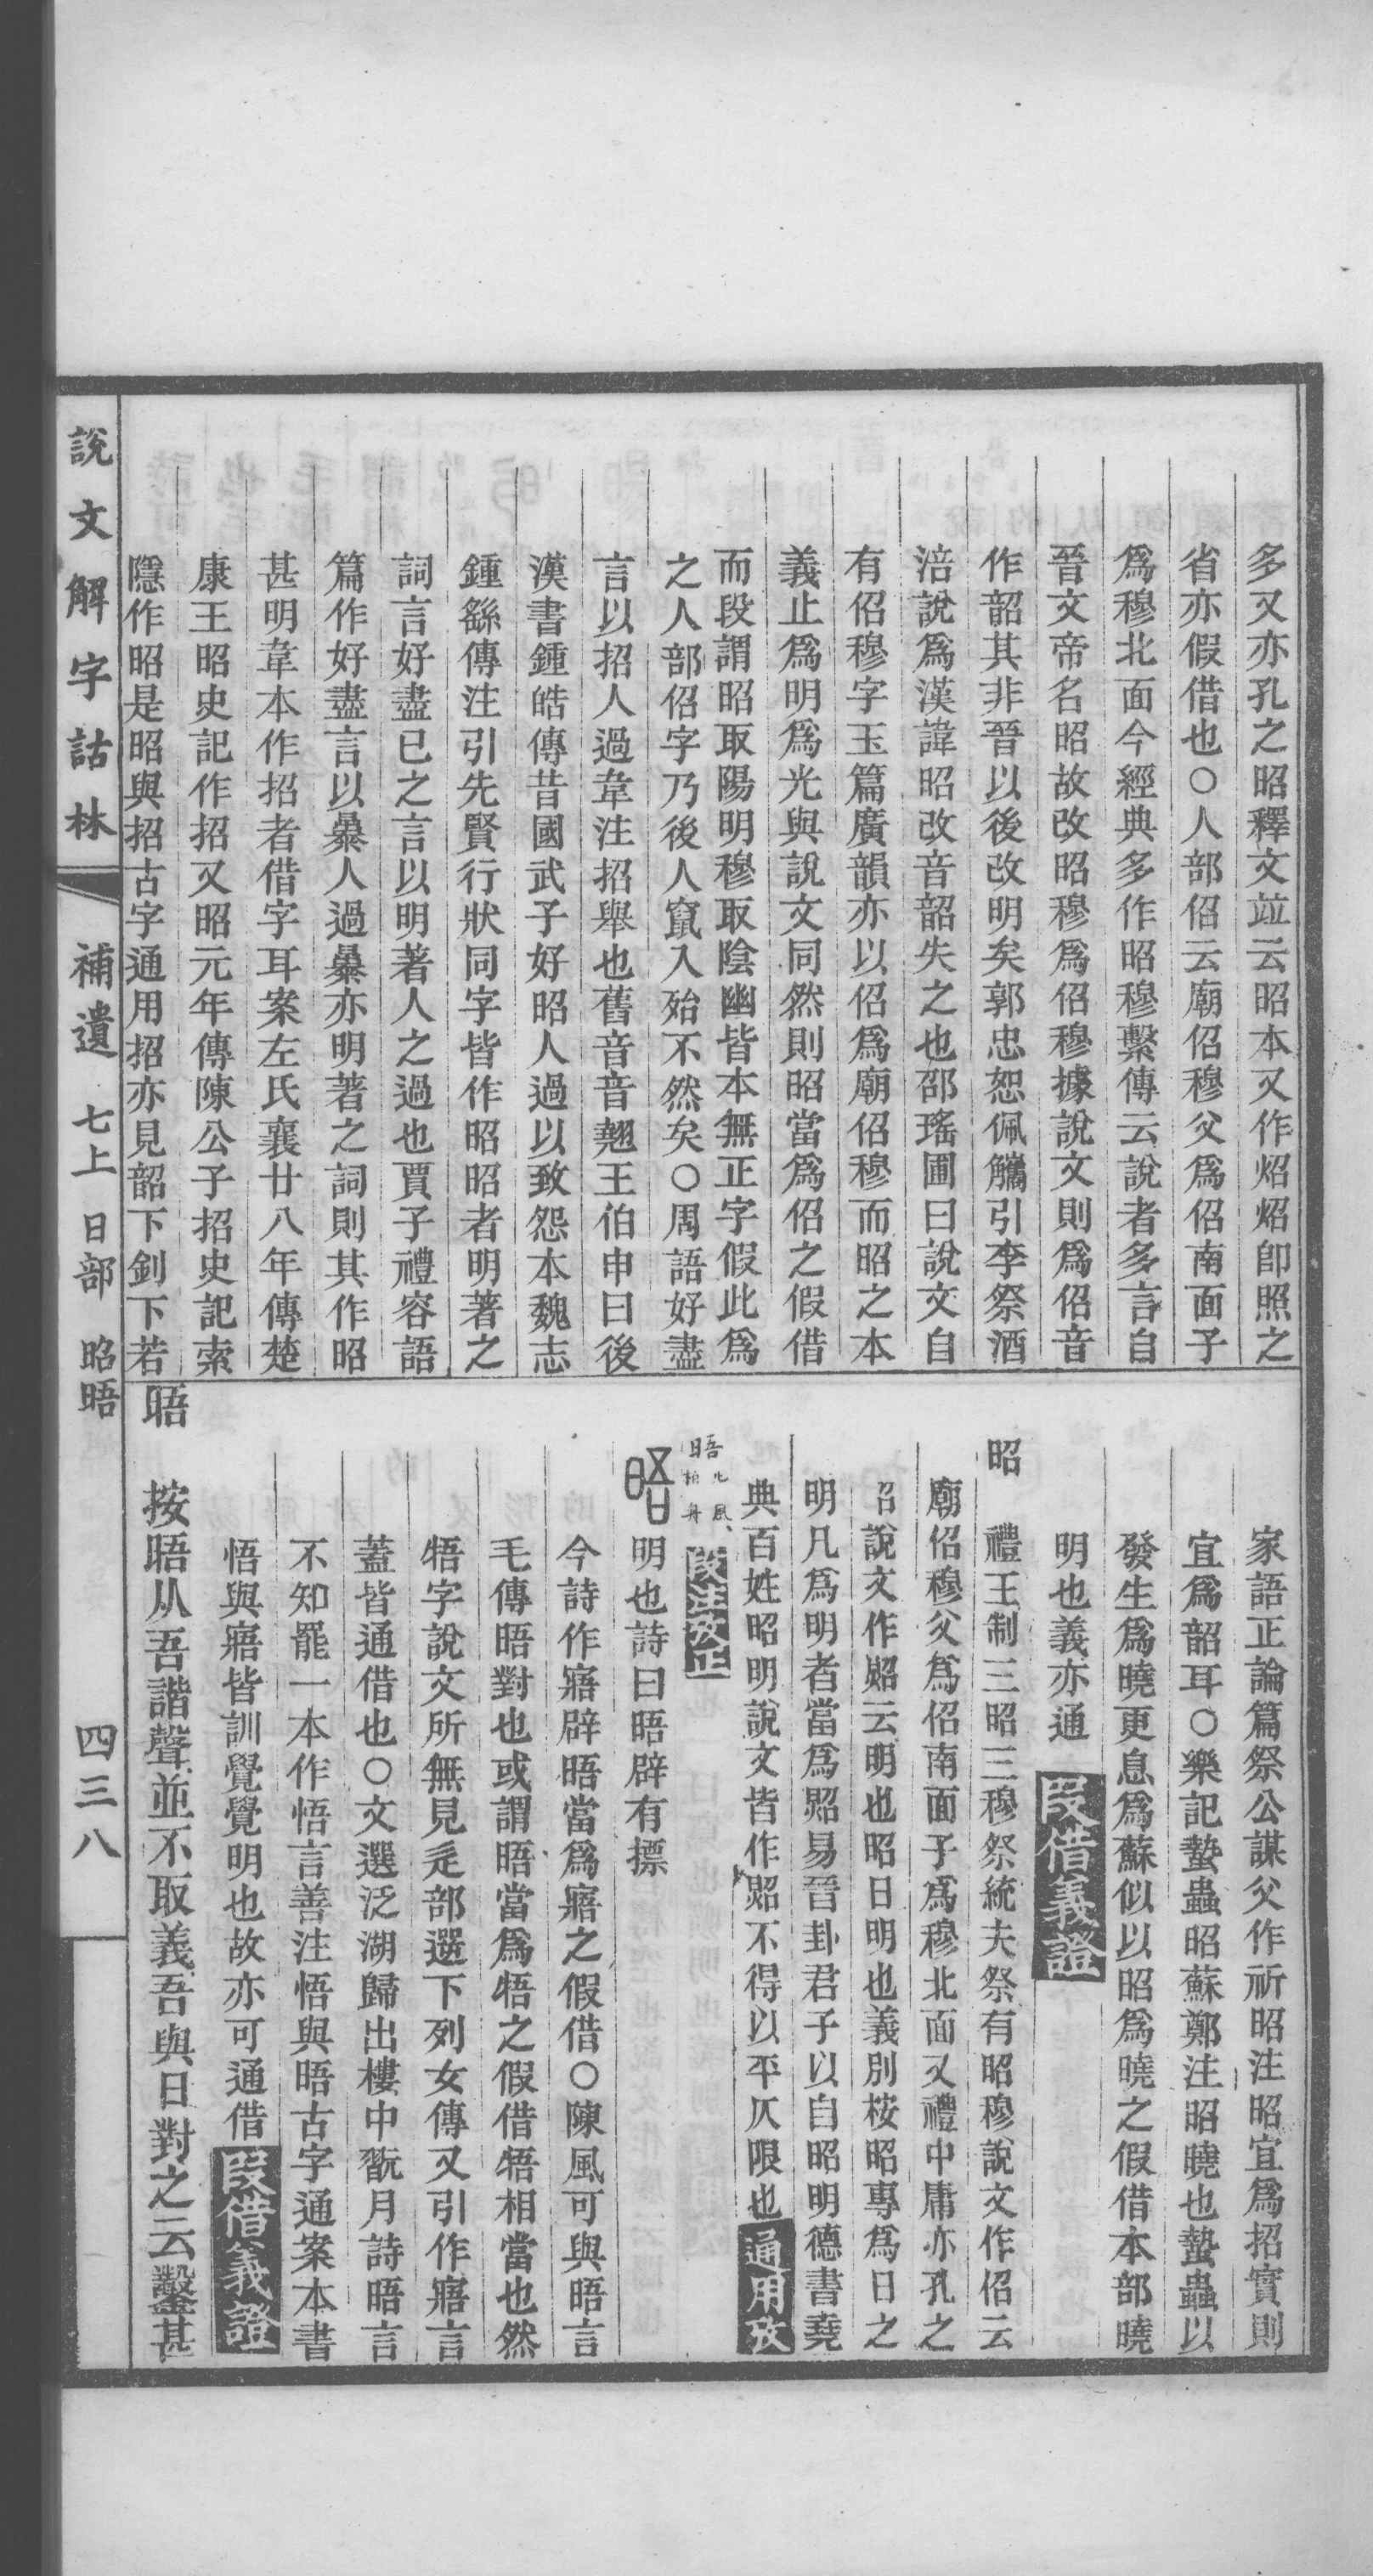 多又亦孔之昭釋文竝云昭本又作炤炤卽照之
省亦假借也○人部佋云廟佋穆父爲佋南面子
爲穆北面今經典多作昭穆繫傳云說者多言自
晉文帝名昭故改昭穆爲佋穆據說文則爲佋音
作韶其非晉以後改明矣郭忠恕佩觿引李祭酒
涪說爲漢諱昭改音韶失之也邵瑤圃曰說文自
有佋穆字玉篇廣韻亦以佋爲廟佋穆而昭之本
義止爲明爲光與說文同然則昭當爲佋之假借
而段謂昭取陽明穆取陰幽皆本無正字假此爲
之人部佋字乃後人竄入殆不然矣○周語好盡
言以招人過韋注招舉也舊音音翹王伯申曰後
漢書鍾皓傳昔國武子好昭人過以致怨本魏志
鍾繇傳注引先賢行狀同字皆作昭昭者明著之
詞言好盡已之言以明著人之過也賈子禮容語
篇作好盡言以㬥人過㬥亦明著之詞則其作昭
甚明韋本作招者借字耳案左氏襄廿八年傳楚
康王昭史記作招又昭元年傳陳公子招史記索
隱作昭是昭與招古字通用招亦見韶下釗下若
家語正論篇祭公謀父作祈昭注昭宜爲招實則
宜爲韶耳○樂記蟄蟲昭蘇鄭注昭曉也蟄蟲以
發生爲曉更息爲蘇似以昭爲曉之假借本部曉
明也義亦通 段借義證
昭 禮王制三昭三穆祭統夫祭有昭穆說文作佋云
廟佋穆父爲佋南面子爲穆北面又禮中庸亦孔之
昭說文作炤云明也昭日明也義別桉昭專爲日之
明凡爲明者當爲炤易晉卦君子以自昭明德書堯
典百姓昭明說文皆作炤不得以平仄限也 通用攷
晤 邶風柏舟 段注攷正
晤 明也詩曰晤辟有摽
今詩作寤辟晤當爲寤之假借○陳風可與晤言
毛傳晤對也或謂晤當爲啎之假借啎相當也然
啎字說文所無見辵部遻下列女傳又引作寤言
蓋皆通借也○文選泛湖歸出樓中翫月詩晤言
不知罷一本作悟言善注悟與晤古字通案本書
悟與寤皆訓覺覺明也故亦可通借 段借義證
晤 按晤从吾諧聲並不取義吾與日對之云鑿甚
說文解字詁林 補遺 七上 日部 昭晤 四三八